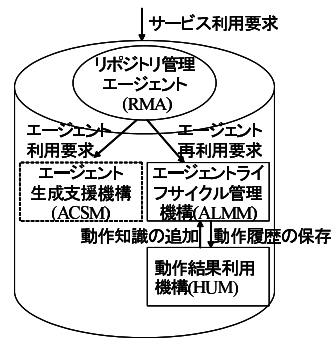 サービス利用要求
リポジトリ管理
エージェント
(RMA)
エージェント
利用要求
エージェント
再利用要求
エージェント
生成支援機構
(ACSM)
エージェントライ
フサイクル管理
機構(ALMM)
動作知識の追加
動作履歴の保存
動作結果利用
機構(HUM)